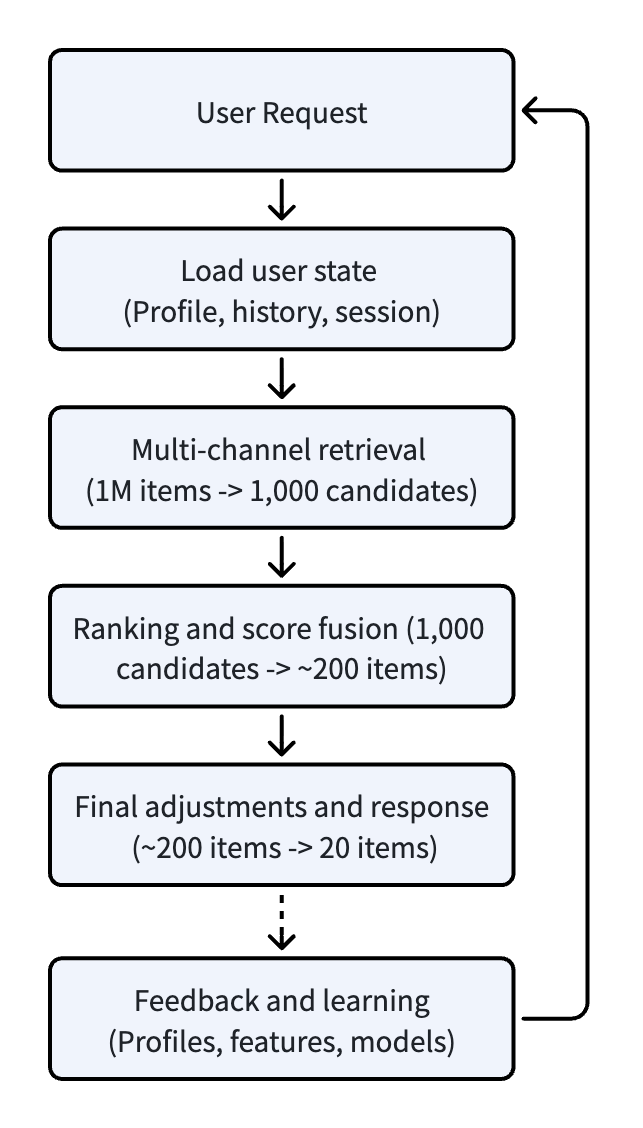 User Request
Load user state
(Profile, history, session)
Multi-channel retrieval
(1M items -> 1,000 candidates)
Ranking and score fusion (1,000
candidates -> ~200 items)
Final adjustments and response
(~200 items -> 20 items)
Feedback and learning
(Profiles, features, models)